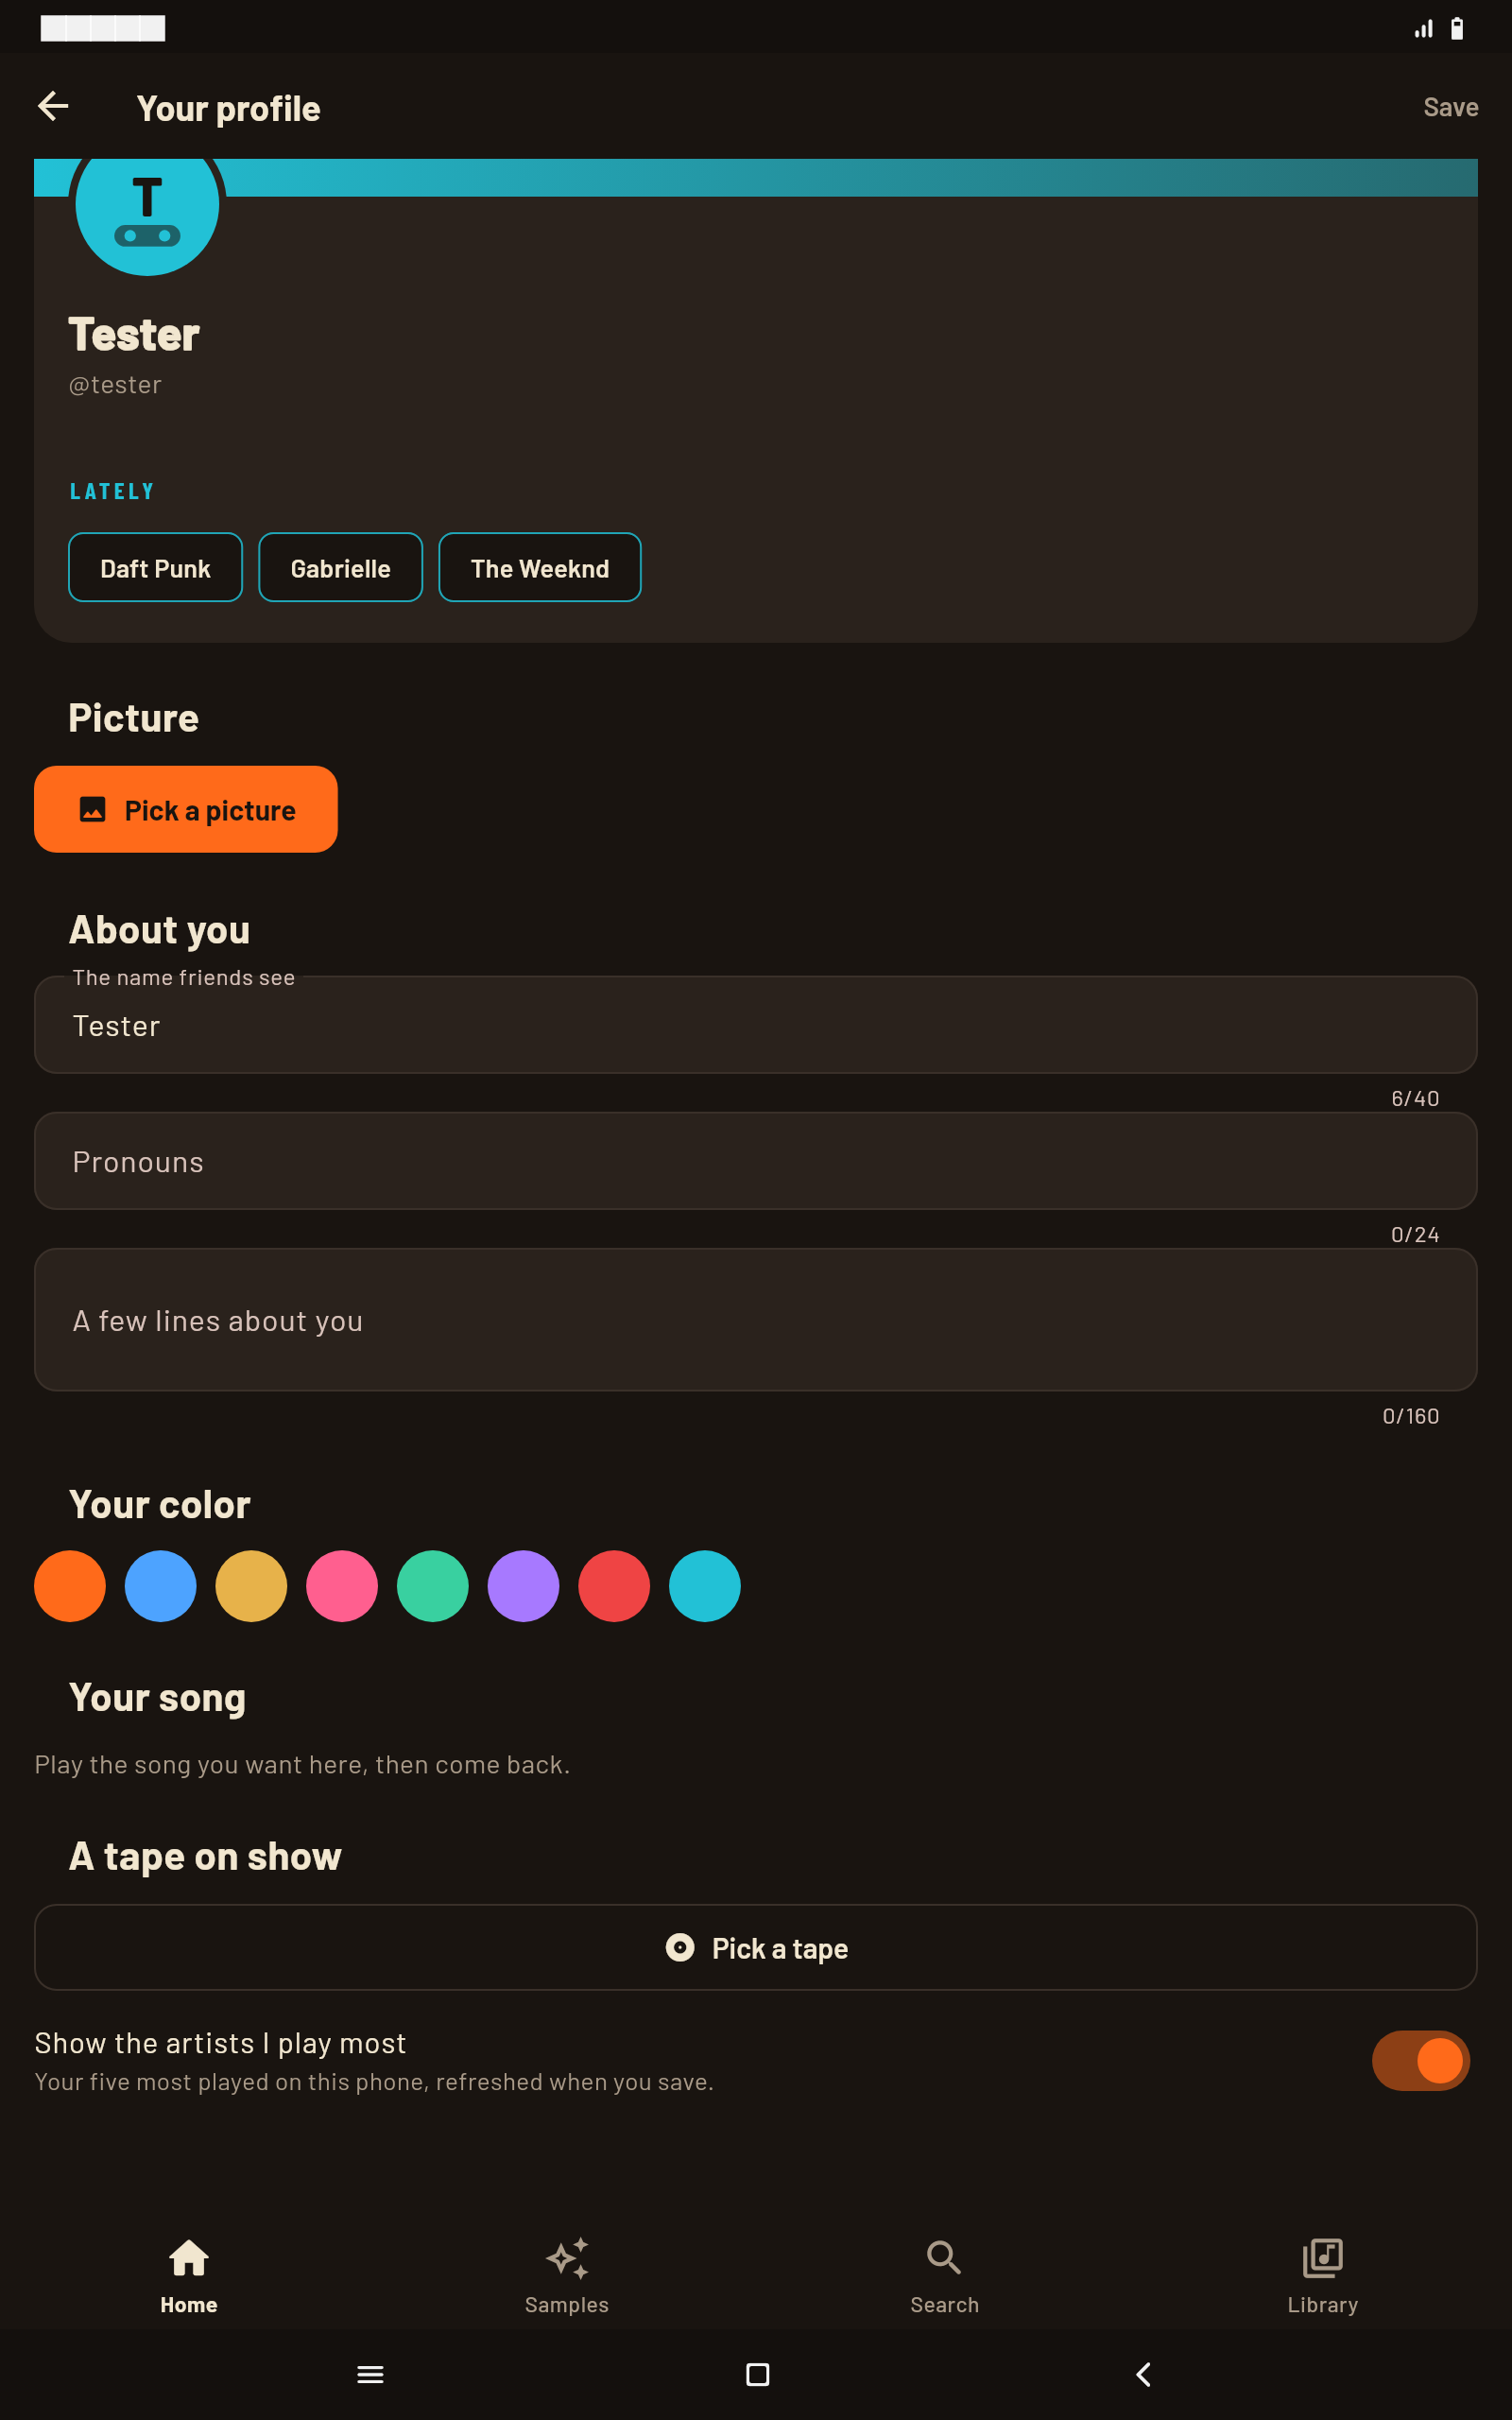 Your profile
Save
T
Tester
@tester
LATELY
Daft Punk
Gabrielle
The Weeknd
Picture
Pick a picture
About you
The name friends see
Tester
6/40
Pronouns
0/24
A few lines about you
0/160
Your color
Your song
Play the song you want here, then come back.
A tape on show
Pick a tape
Show the artists I play most
Your five most played on this phone, refreshed when you save.
Home
Samples
Search
Library